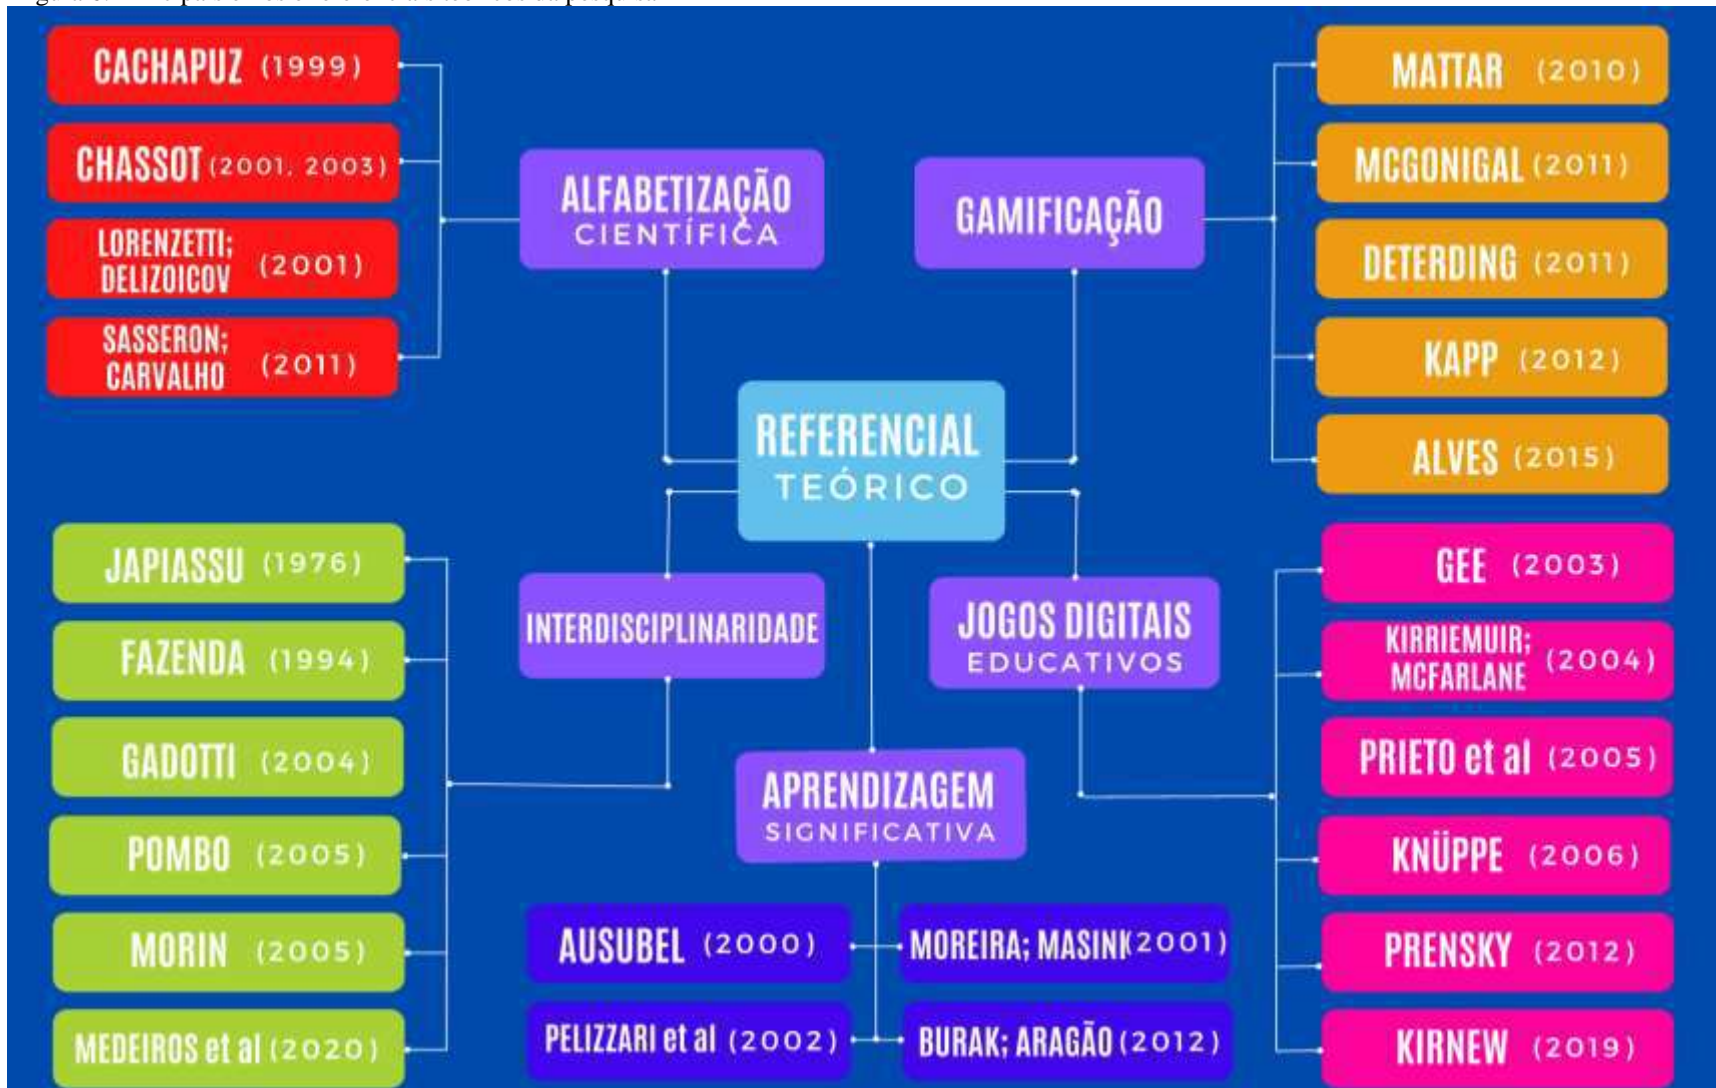 CACHAPUZ (1999)
CHASSOT (2001, 2003)
LORENZETTI;
DELIZOICOV (2001)
SASSERON;
CARVALHO (2011)
ALFABETIZAÇÃO
CIENTÍFICA
GAMIFICAÇÃO
MATTAR (2010)
MCGONIGAL (2011)
DETERDING (2011)
KAPP (2012)
ALVES (2015)
REFERENCIAL
TEÓRICO
JAPIASSU (1976)
FAZENDA (1994)
GADOTTI (2004)
POMBO (2005)
MORIN (2005)
MEDEIROS et al (2020)
INTERDISCIPLINARIDADE
JOGOS DIGITAIS
EDUCATIVOS
GEE (2003)
KIRRIEMUIR;
MCFARLANE (2004)
PRIETO et al (2005)
KNÜPPE (2006)
PRENSKY (2012)
KIRNEW (2019)
APRENDIZAGEM
SIGNIFICATIVA
AUSUBEL (2000)
MOREIRA; MASINI(2001)
PELIZZARI et al (2002)
BURAK; ARAGÃO (2012)